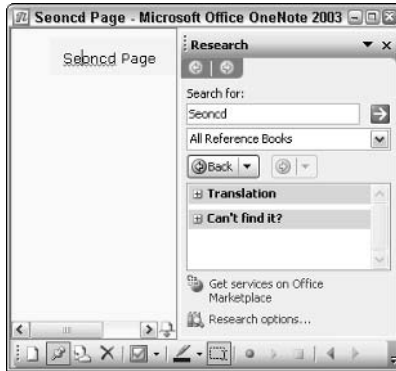 Seoncd Page - Microsoft Office OneNote 2003
Seoncd Page
Research
Search for:
Seoncd
All Reference Books
Back
Translation
Can't find it?
Get services on Office
Marketplace
Research options...